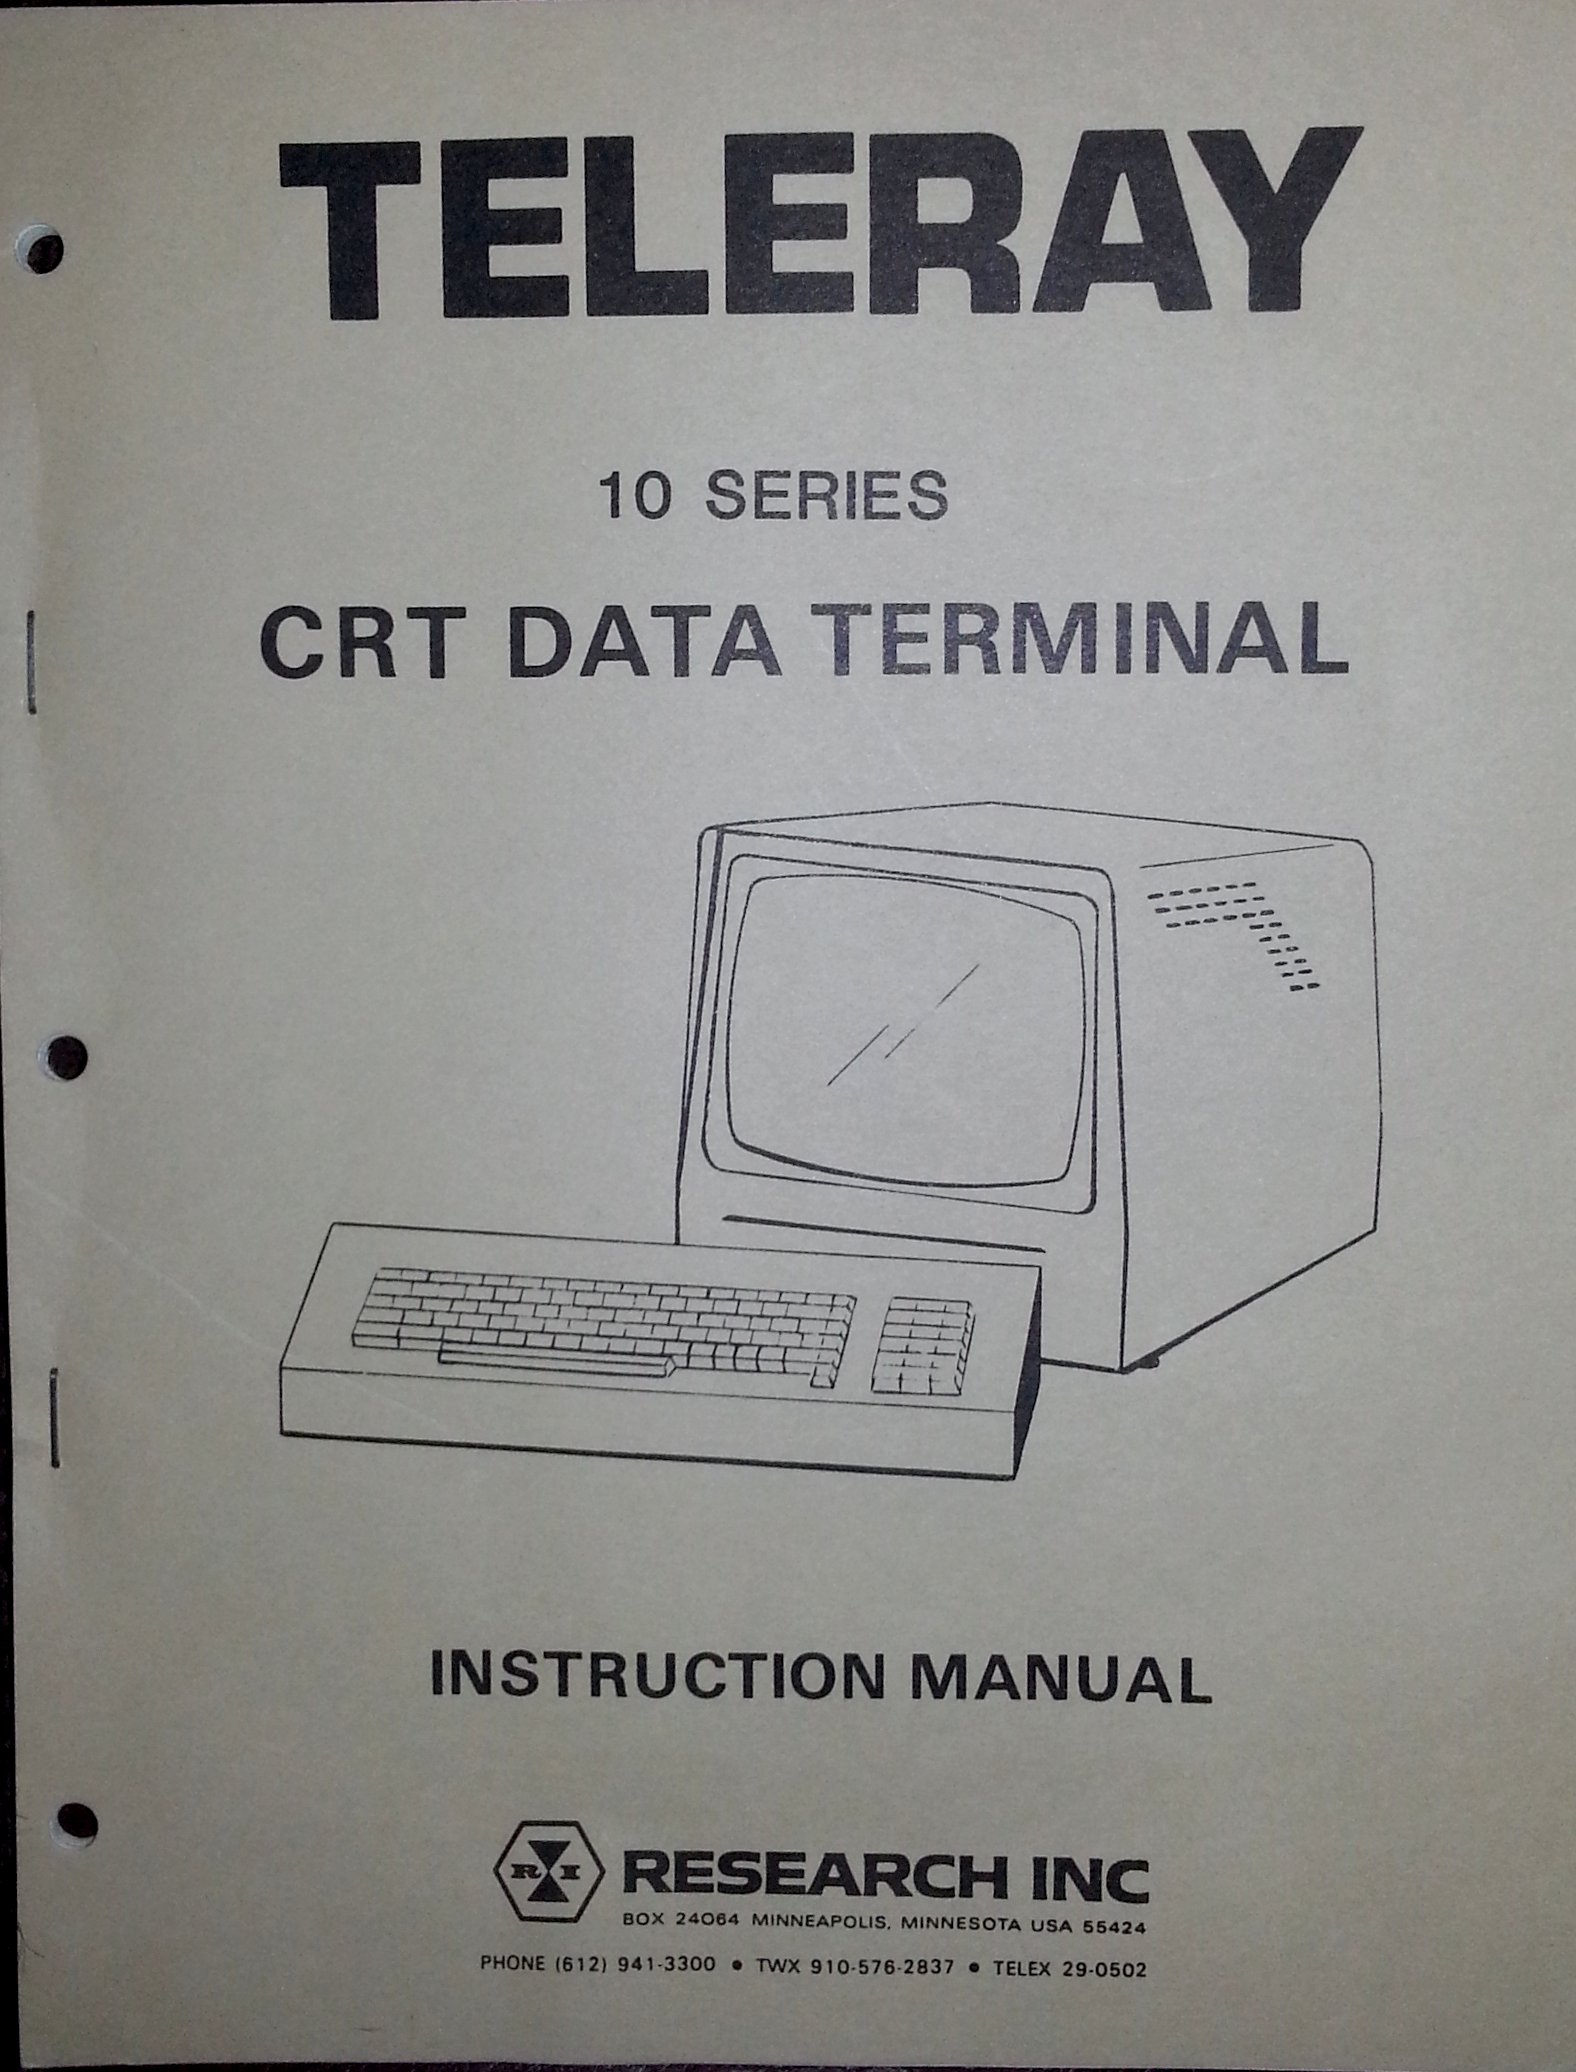 TELERAY
10 SERIES
CRT DATA TERMINAL
INSTRUCTION MANUAL
R I
RESEARCH INC
BOX 24064 MINNEAPOLIS, MINNESOTA USA 55424
PHONE (612) 941-3300 • TWX 910-576-2837 • TELEX 29-0502